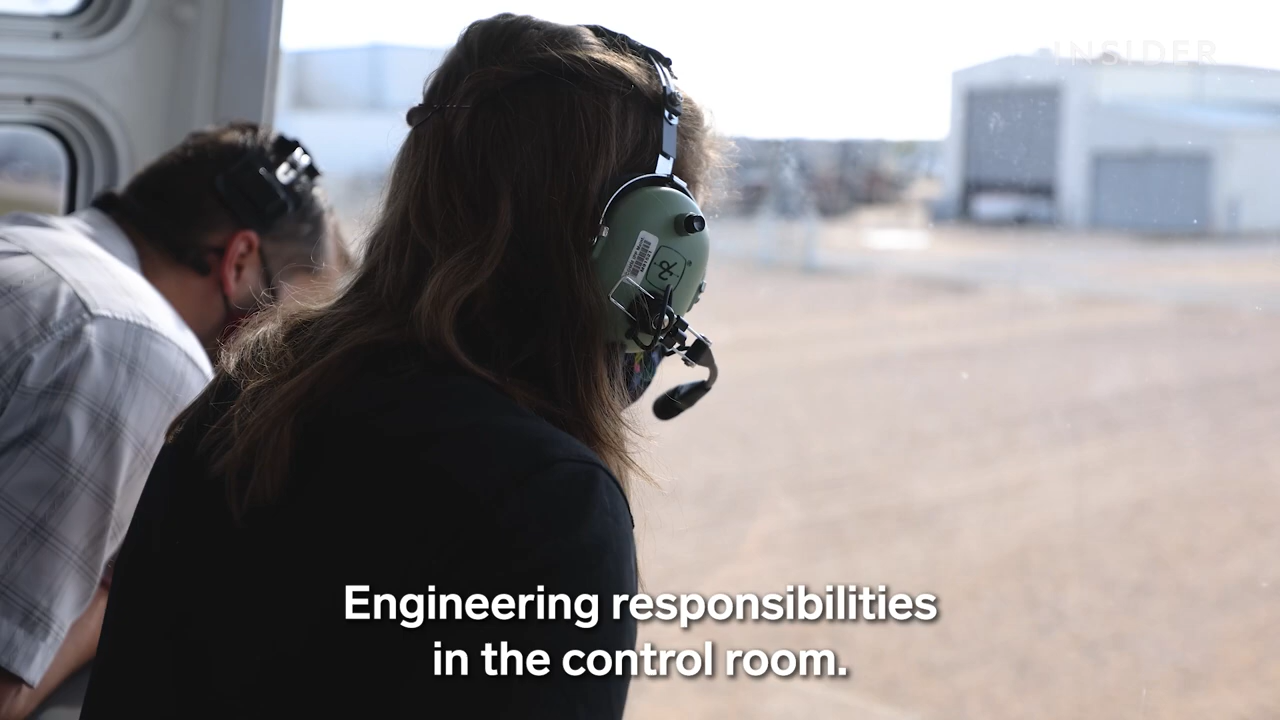 INSIDER
Engineering responsibilities
in the control room.